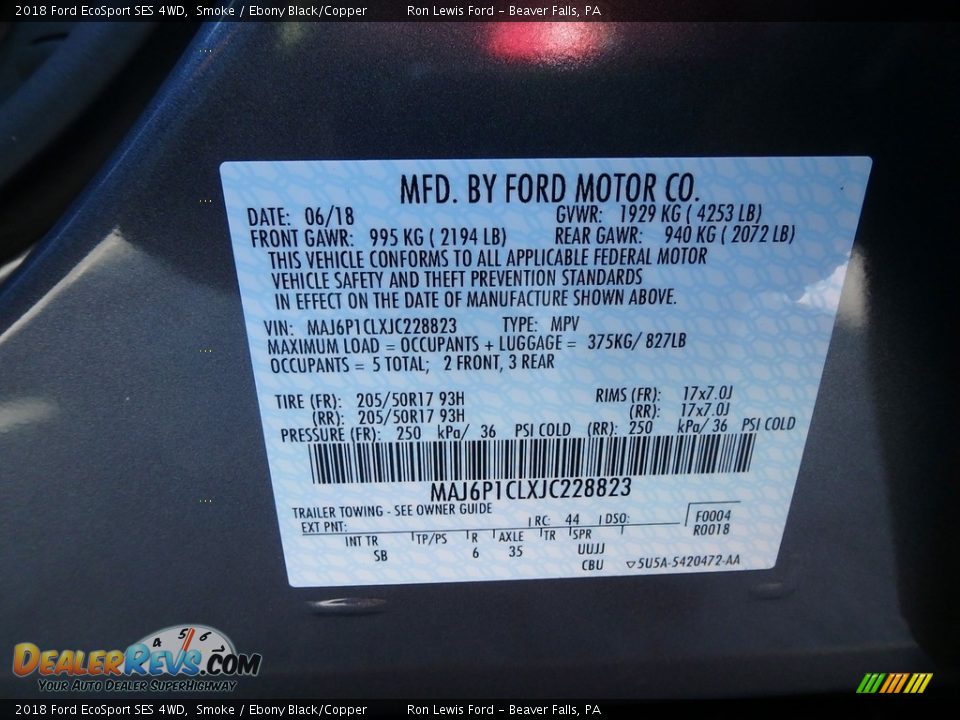 2018 Ford EcoSport SES 4WD, Smoke / Ebony Black/Copper Ron Lewis Ford - Beaver Falls, PA
MFD. BY FORD MOTOR CO.
DATE: 06/18 GVWR: 1929 KG ( 4253 LB)
FRONT GAWR: 995 KG ( 2194 LB) REAR GAWR: 940 KG ( 2072 LB)
THIS VEHICLE CONFORMS TO ALL APPLICABLE FEDERAL MOTOR
VEHICLE SAFETY AND THEFT PREVENTION STANDARDS
IN EFFECT ON THE DATE OF MANUFACTURE SHOWN ABOVE.
VIN: MAJ6P1CLXJC228823 TYPE: MPV
MAXIMUM LOAD = OCCUPANTS + LUGGAGE = 375KG/ 827LB
OCCUPANTS = 5 TOTAL; 2 FRONT, 3 REAR
TIRE (FR): 205/50R17 93H RIMS (FR): 17x7.0J
(RR): 205/50R17 93H (RR): 17x7.0J
PRESSURE (FR): 250 kPa/ 36 PSI COLD (RR): 250 kPa/ 36 PSI COLD
MAJ6P1CLXJC228823
TRAILER TOWING - SEE OWNER GUIDE
EXT PNT: RC: 44 DSO: F0004
R0018
INT TR TP/PS R AXLE TR SPR
SB 6 35 UUJJ
CBU 5U5A-5420472-AA
4 5 6 7
DEALERREVS.COM
YOUR AUTO DEALER SUPERHIGHWAY
2018 Ford EcoSport SES 4WD, Smoke / Ebony Black/Copper Ron Lewis Ford - Beaver Falls, PA